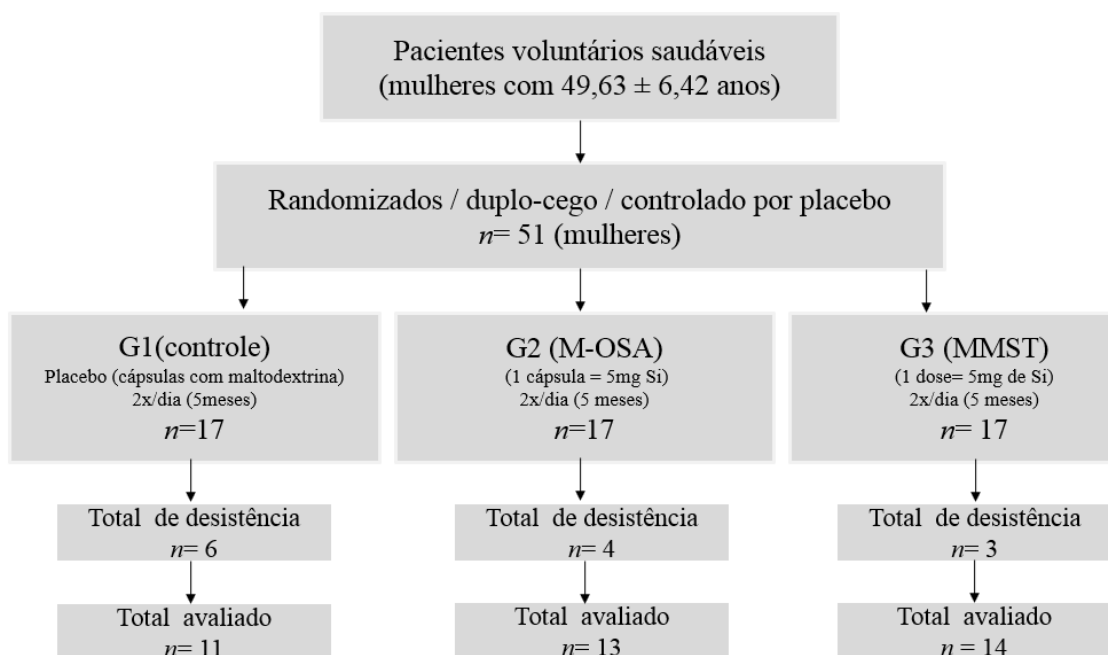 Pacientes voluntários saudáveis
(mulheres com 49,63 ± 6,42 anos)
Randomizados / duplo-cego / controlado por placebo
n= 51 (mulheres)
G1(controle)
Placebo (cápsulas com maltodextrina)
2x/dia (5meses)
n=17
G2 (M-OSA)
(1 cápsula = 5mg Si)
2x/dia (5 meses)
n=17
G3 (MMST)
(1 dose= 5mg de Si)
2x/dia (5 meses)
n= 17
Total de desistência
n= 6
Total de desistência
n= 4
Total de desistência
n= 3
Total avaliado
n= 11
Total avaliado
n= 13
Total avaliado
n = 14